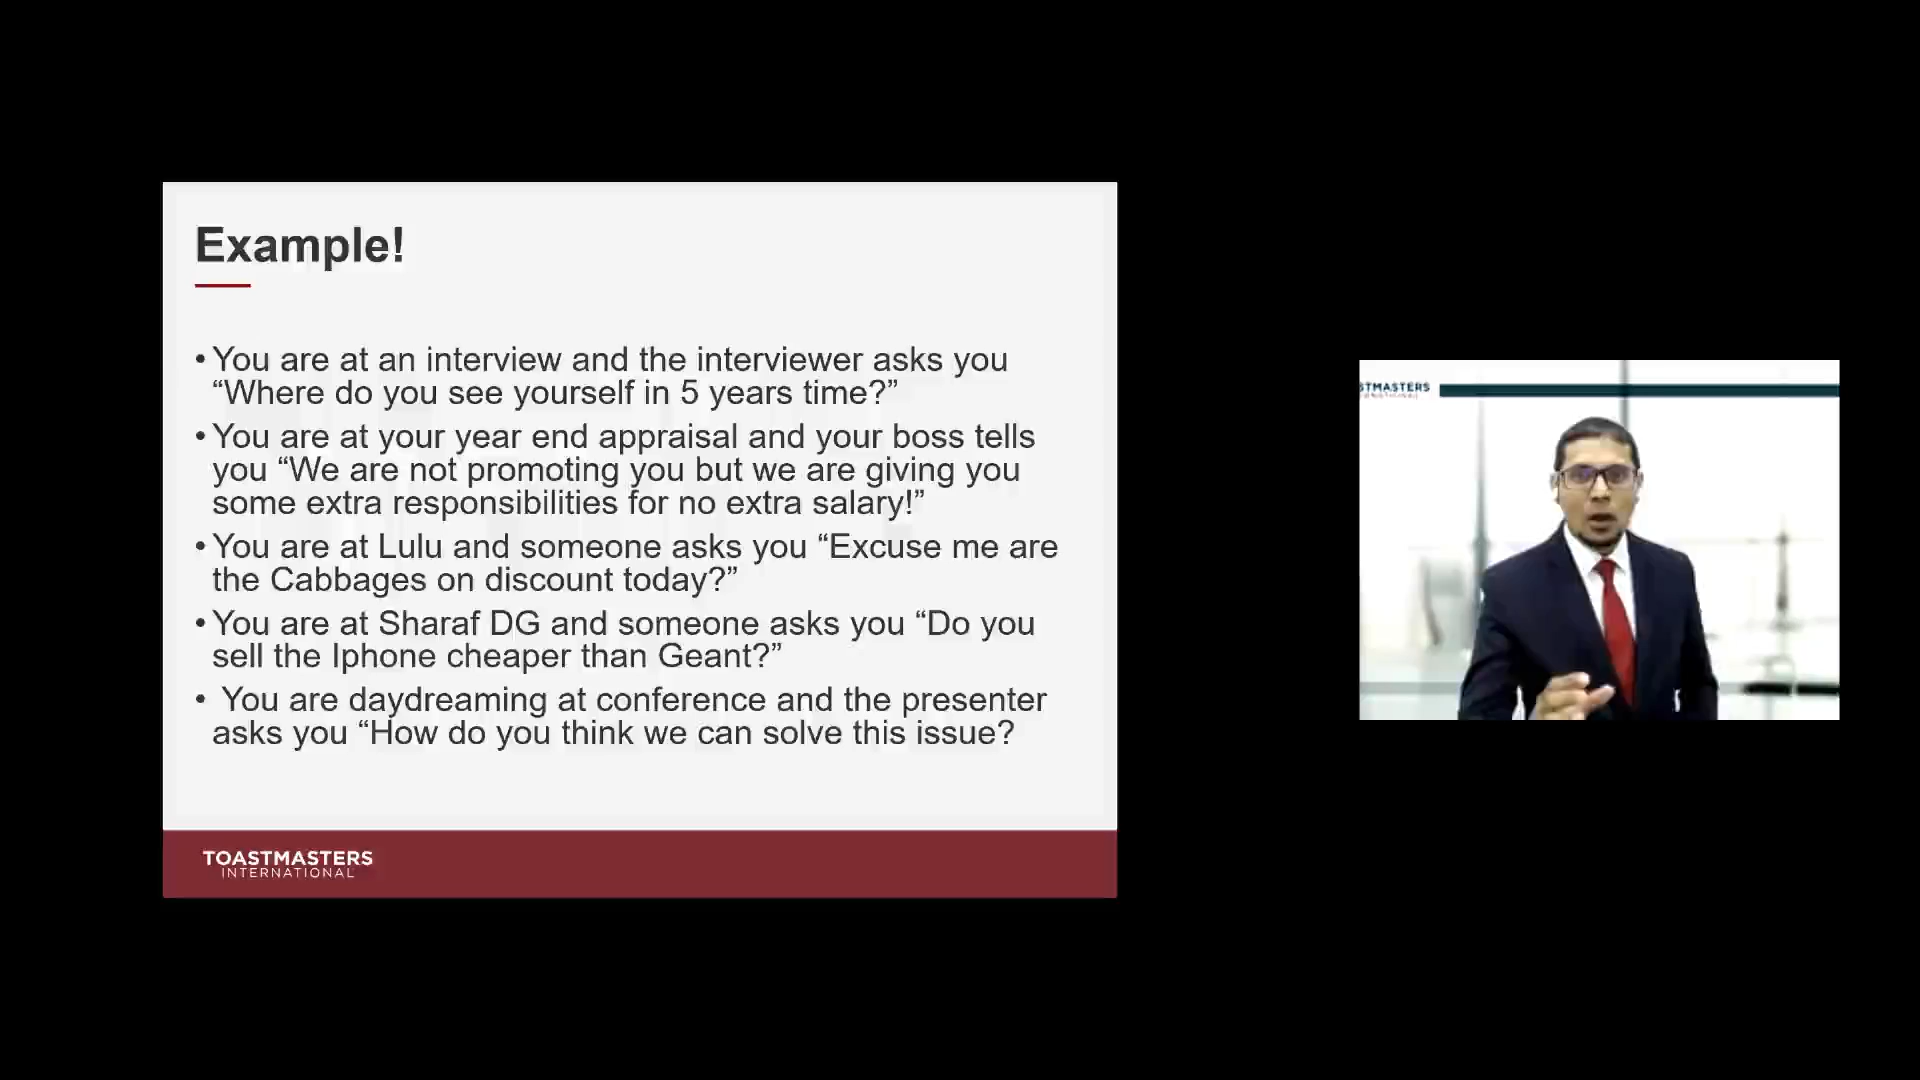 Example!
• You are at an interview and the interviewer asks you
“Where do you see yourself in 5 years time?”
• You are at your year end appraisal and your boss tells
you “We are not promoting you but we are giving you
some extra responsibilities for no extra salary!”
• You are at Lulu and someone asks you “Excuse me are
the Cabbages on discount today?”
• You are at Sharaf DG and someone asks you “Do you
sell the Iphone cheaper than Geant?”
• You are daydreaming at conference and the presenter
asks you “How do you think we can solve this issue?
TOASTMASTERS
INTERNATIONAL
STMASTERS